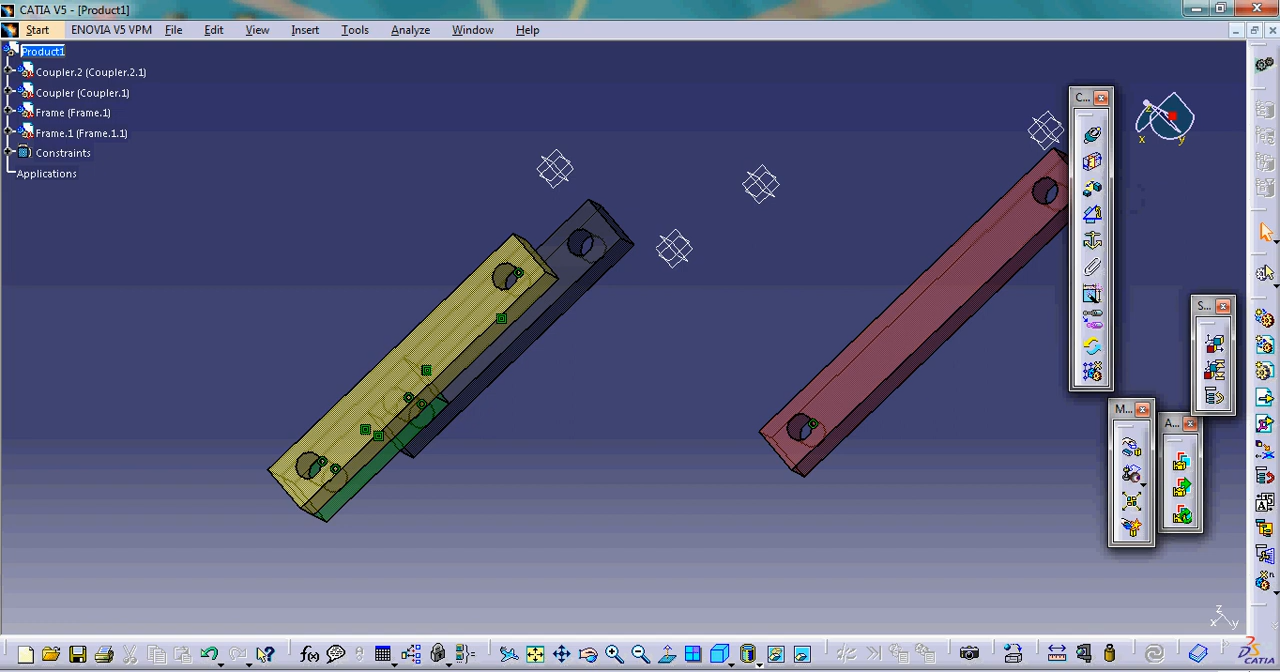 CATIA V5 - [Product1]
Start ENOVIA V5 VPM File Edit View Insert Tools Analyze Window Help
Product1
Coupler.2 (Coupler.2.1)
Coupler (Coupler.1)
Frame (Frame.1)
Frame.1 (Frame.1.1)
Constraints
Applications
C...
z
x y
S...
M...
A...
z
x y
f(x)
CATIA